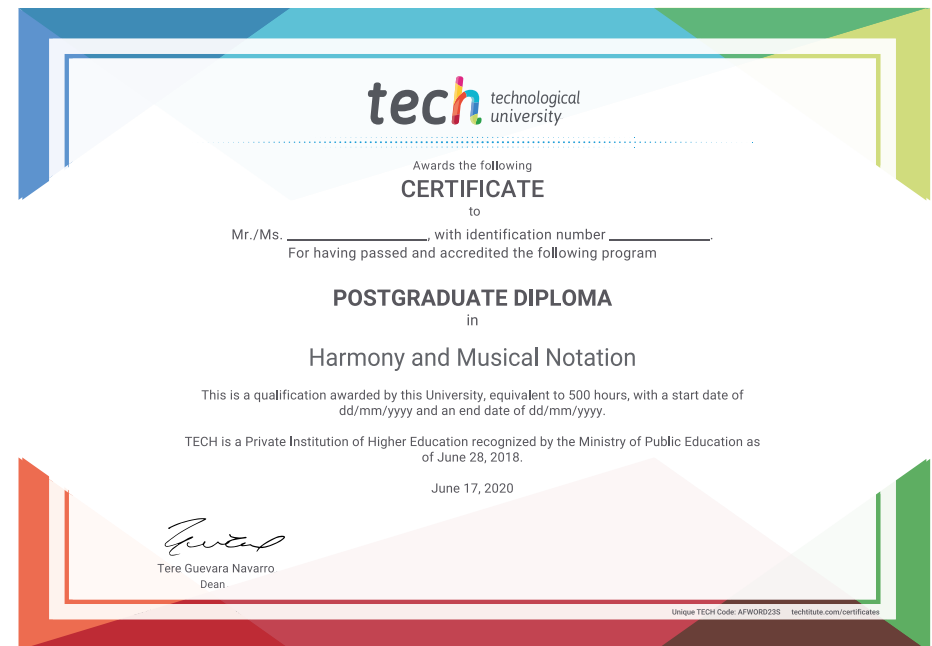 tech technological
university
Awards the following
CERTIFICATE
to
Mr./Ms. ____________________, with identification number ______________.
For having passed and accredited the following program
POSTGRADUATE DIPLOMA
in
Harmony and Musical Notation
This is a qualification awarded by this University, equivalent to 500 hours, with a start date of
dd/mm/yyyy and an end date of dd/mm/yyyy.
TECH is a Private Institution of Higher Education recognized by the Ministry of Public Education as
of June 28, 2018.
June 17, 2020
Tere Guevara Navarro
Dean
Unique TECH Code: AFWORD23S techtitute.com/certificates